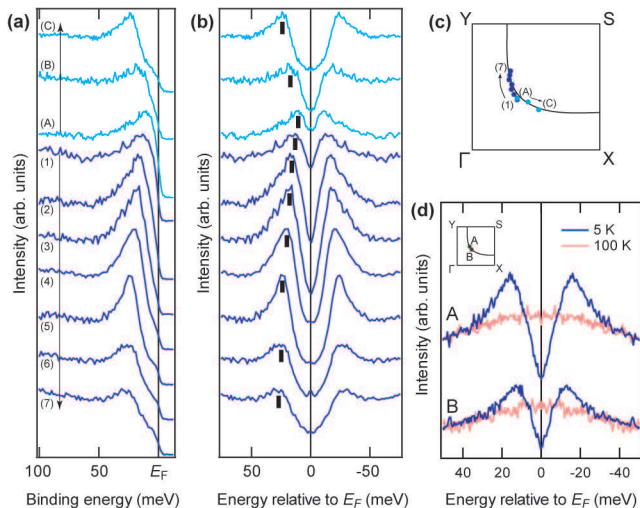 (a)
(C)
(B)
(A)
(1)
(2)
(3)
(4)
(5)
(6)
(7)
Intensity (arb. units)
100 50 E_F
Binding energy (meV)
(b)
Intensity (arb. units)
50 0 -50
Energy relative to E_F (meV)
(c)
Y S
(7)
(A)
(1) (C)
Γ X
(d)
Y S
A
B
Γ X
5 K
100 K
A
B
Intensity (arb. units)
40 20 0 -20 -40
Energy relative to E_F (meV)